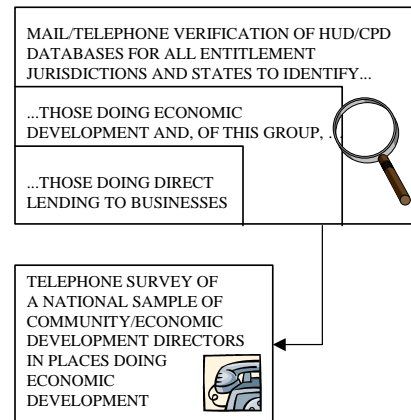 MAIL/TELEPHONE VERIFICATION OF HUD/CPD
DATABASES FOR ALL ENTITLEMENT
JURISDICTIONS AND STATES TO IDENTIFY...
...THOSE DOING ECONOMIC
DEVELOPMENT AND, OF THIS GROUP, ...
...THOSE DOING DIRECT
LENDING TO BUSINESSES
TELEPHONE SURVEY OF
A NATIONAL SAMPLE OF
COMMUNITY/ECONOMIC
DEVELOPMENT DIRECTORS
IN PLACES DOING
ECONOMIC
DEVELOPMENT